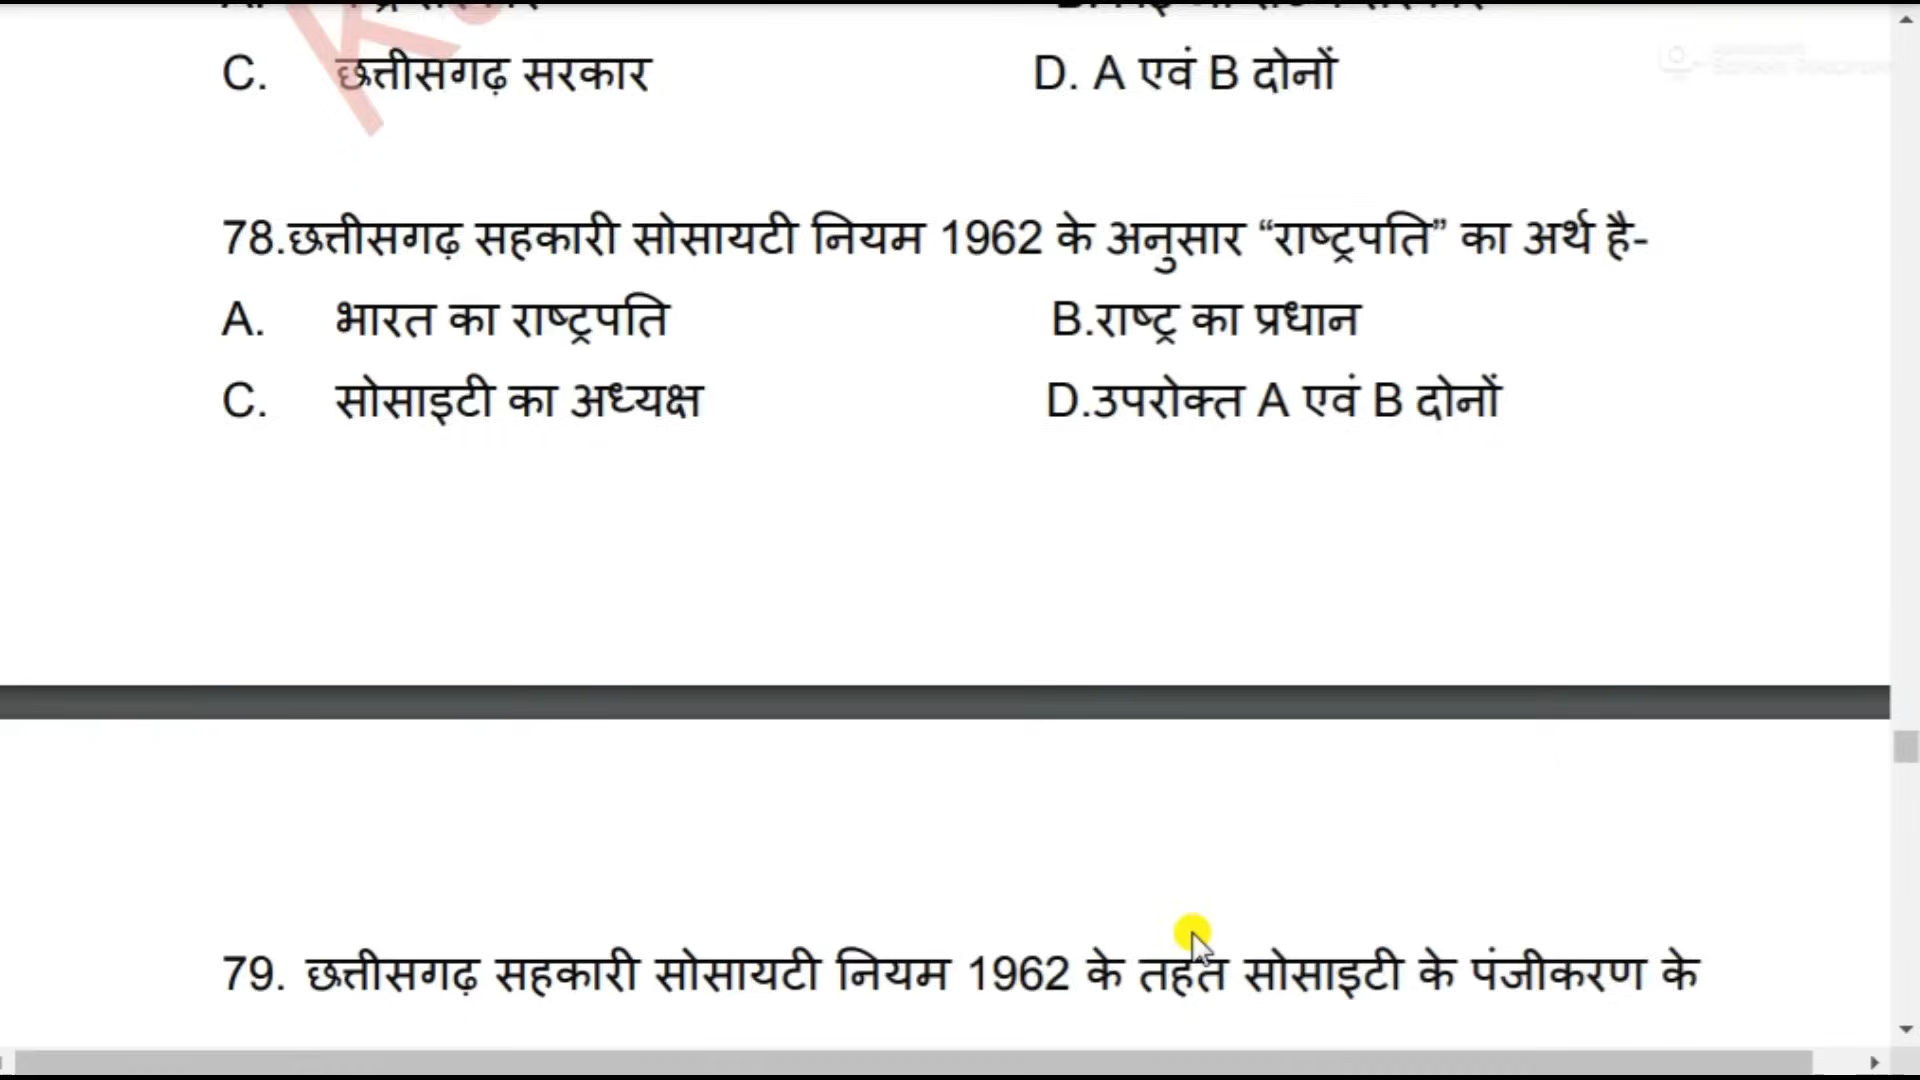 C. छत्तीसगढ़ सरकार D. A एवं B दोनों
78.छत्तीसगढ़ सहकारी सोसायटी नियम 1962 के अनुसार “राष्ट्रपति” का अर्थ है-
A. भारत का राष्ट्रपति B.राष्ट्र का प्रधान
C. सोसाइटी का अध्यक्ष D.उपरोक्त A एवं B दोनों
79. छत्तीसगढ़ सहकारी सोसायटी नियम 1962 के तहत सोसाइटी के पंजीकरण के